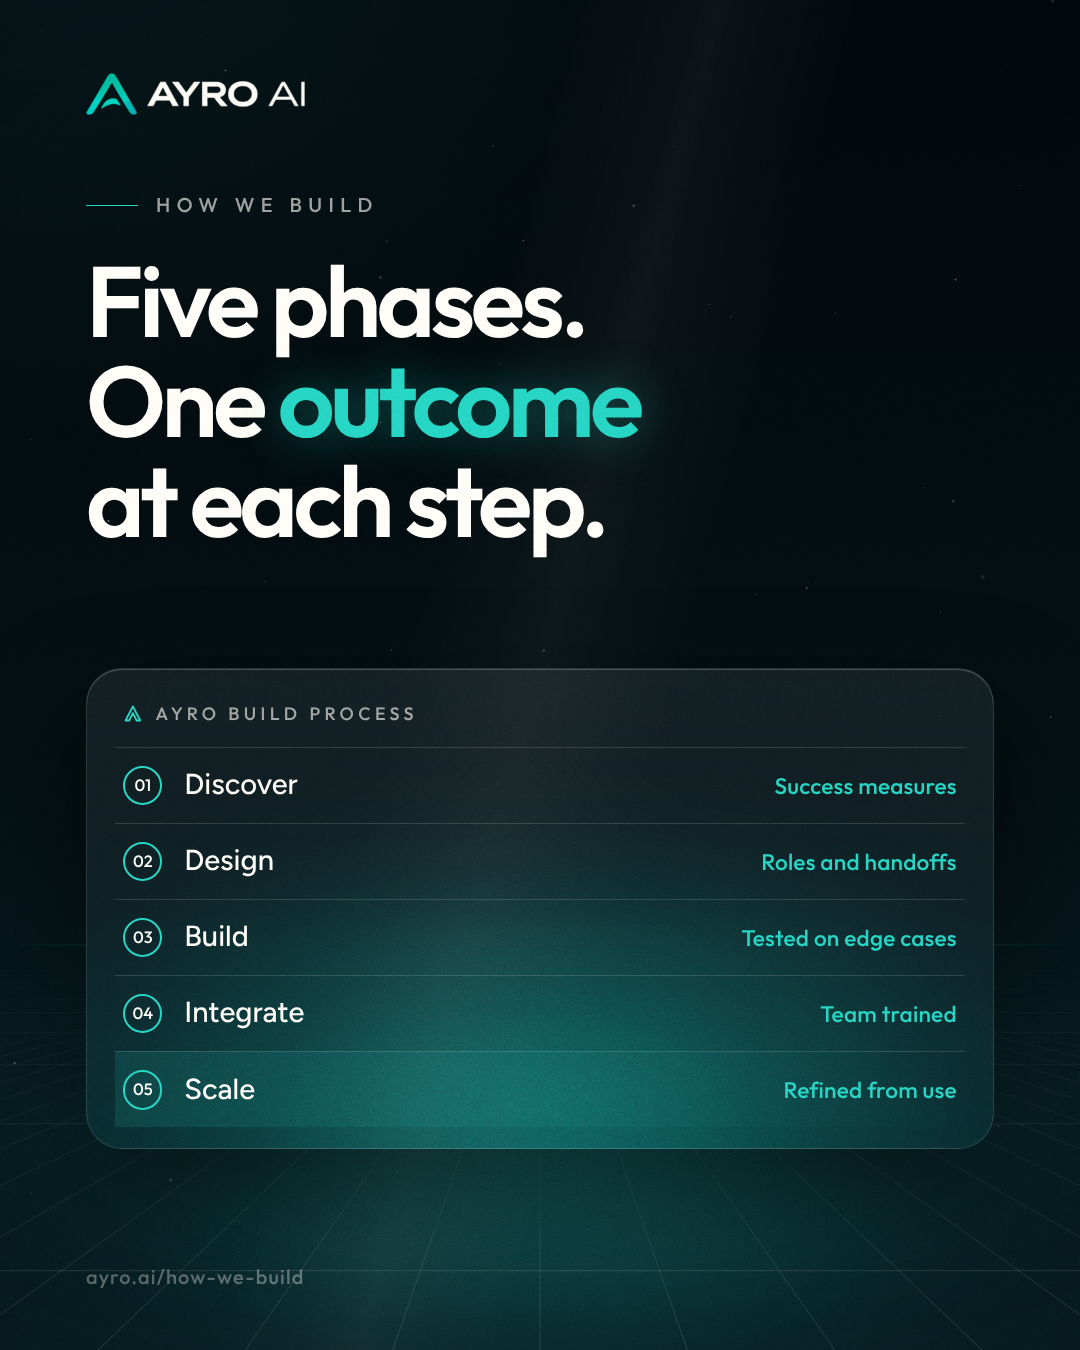 AYRO AI
HOW WE BUILD
Five phases.
One outcome
at each step.
AYRO BUILD PROCESS
01 Discover Success measures
02 Design Roles and handoffs
03 Build Tested on edge cases
04 Integrate Team trained
05 Scale Refined from use
ayro.ai/how-we-build